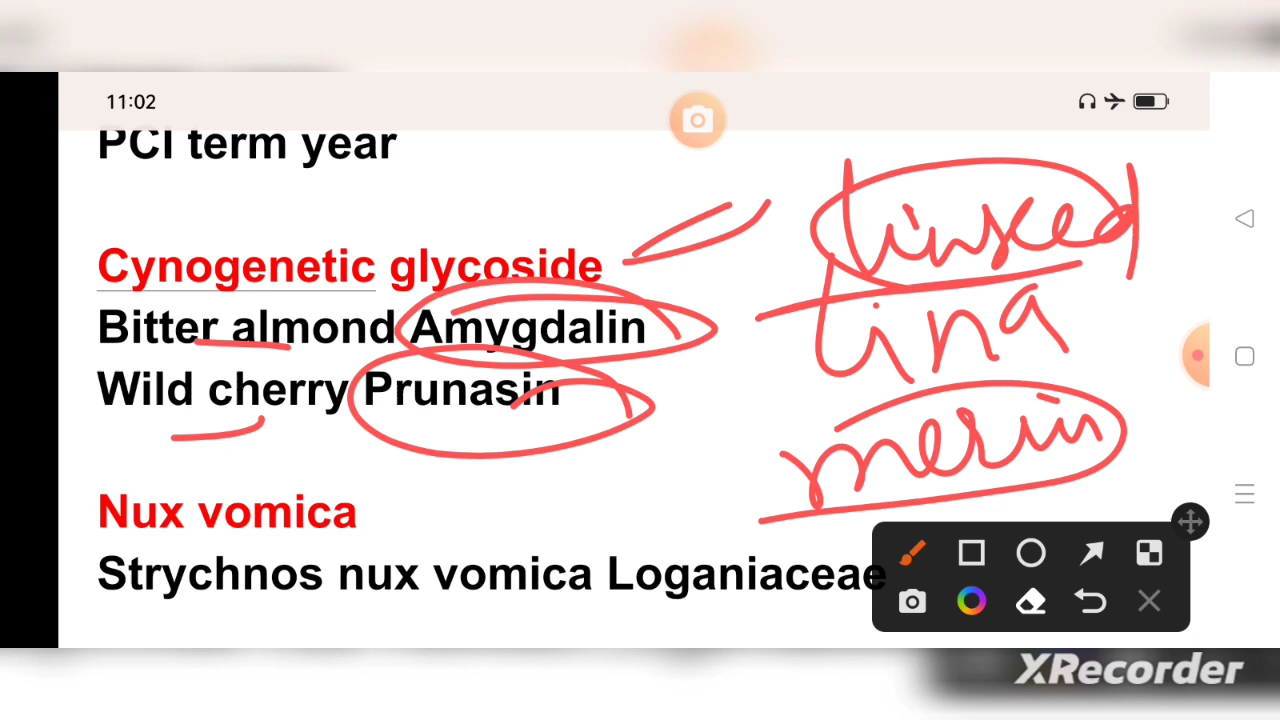 11:02
PCI term year
Cynogenetic glycoside
Bitter almond Amygdalin
Wild cherry Prunasin
linseed
lina
merin
Nux vomica
Strychnos nux vomica Loganiaceae
XRecorder